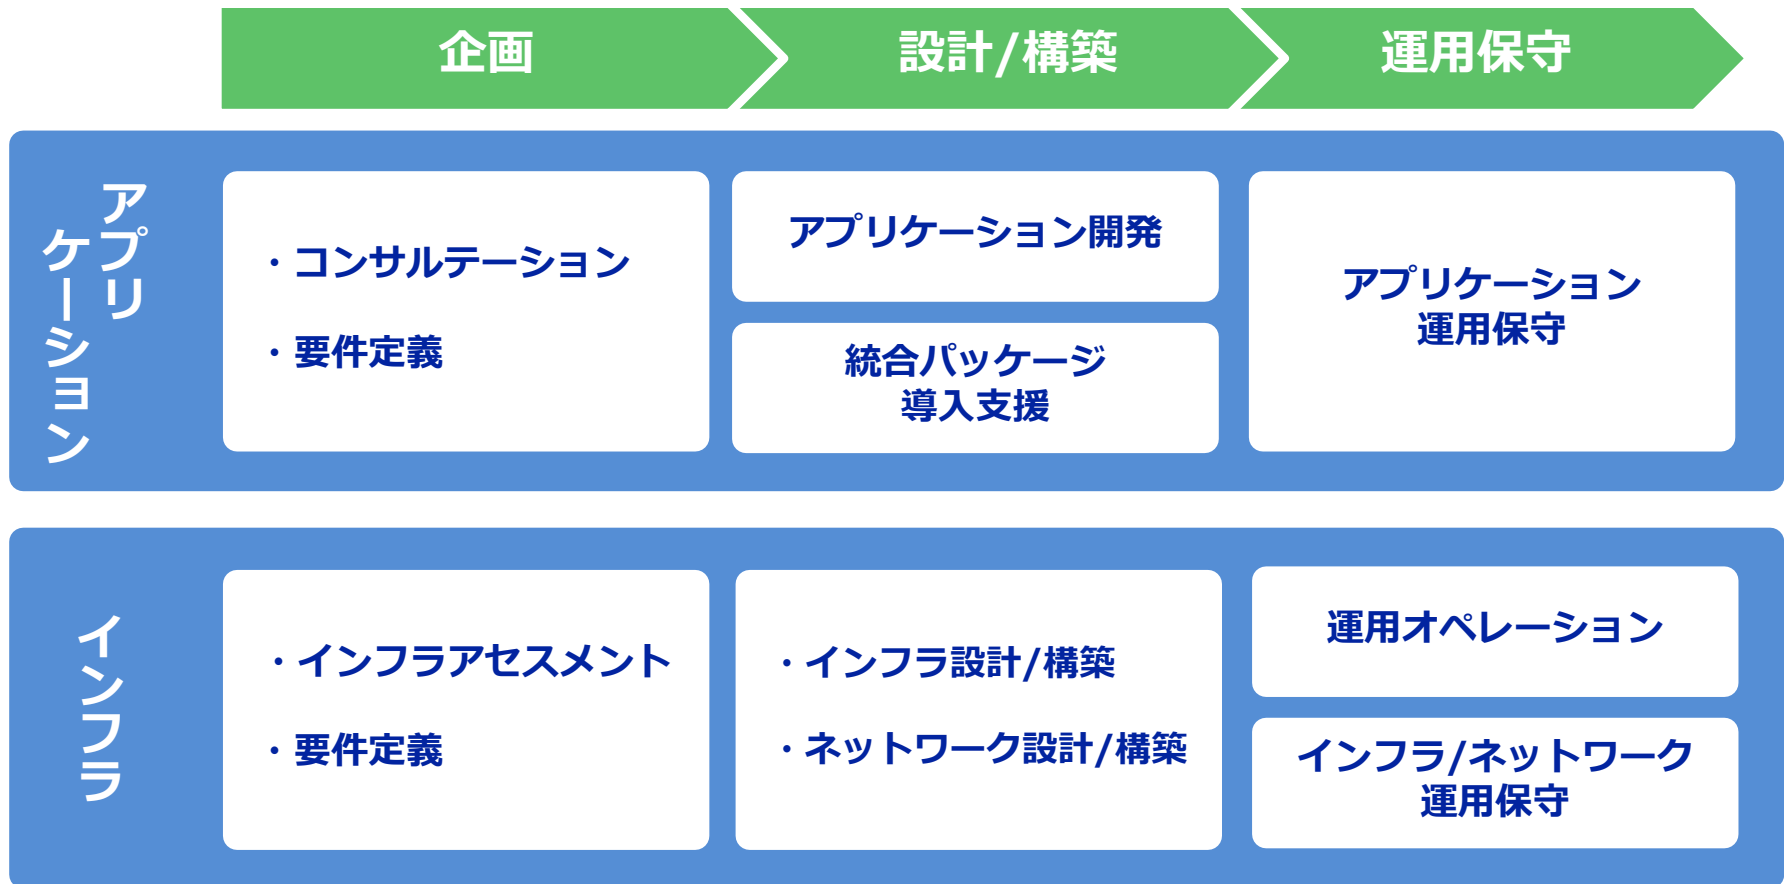 企画
設計/構築
運用保守
アプリ
ケーション
・コンサルテーション
・要件定義
アプリケーション開発
統合パッケージ
導入支援
アプリケーション
運用保守
インフラ
・インフラアセスメント
・要件定義
・インフラ設計/構築
・ネットワーク設計/構築
運用オペレーション
インフラ/ネットワーク
運用保守